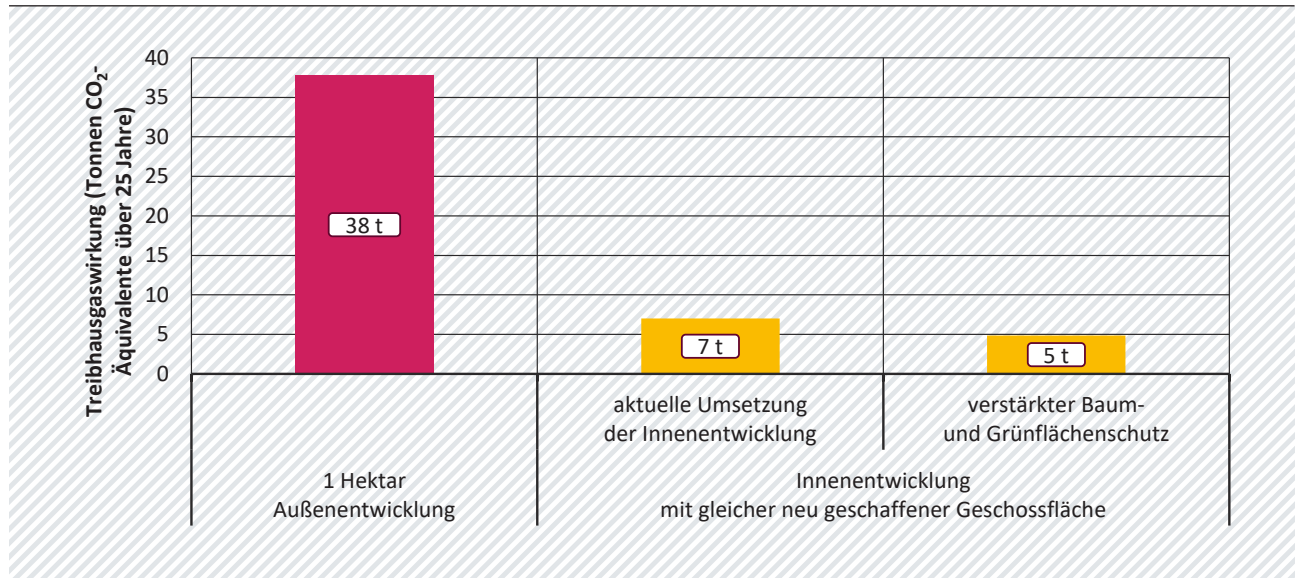 Treibhausgaswirkung (Tonnen CO₂-
Äquivalente über 25 Jahre)
40
35
30
25
20
15
10
5
0
38 t
7 t
5 t
aktuelle Umsetzung
der Innenentwicklung
verstärkter Baum-
und Grünflächenschutz
1 Hektar
Außenentwicklung
Innenentwicklung
mit gleicher neu geschaffener Geschossfläche